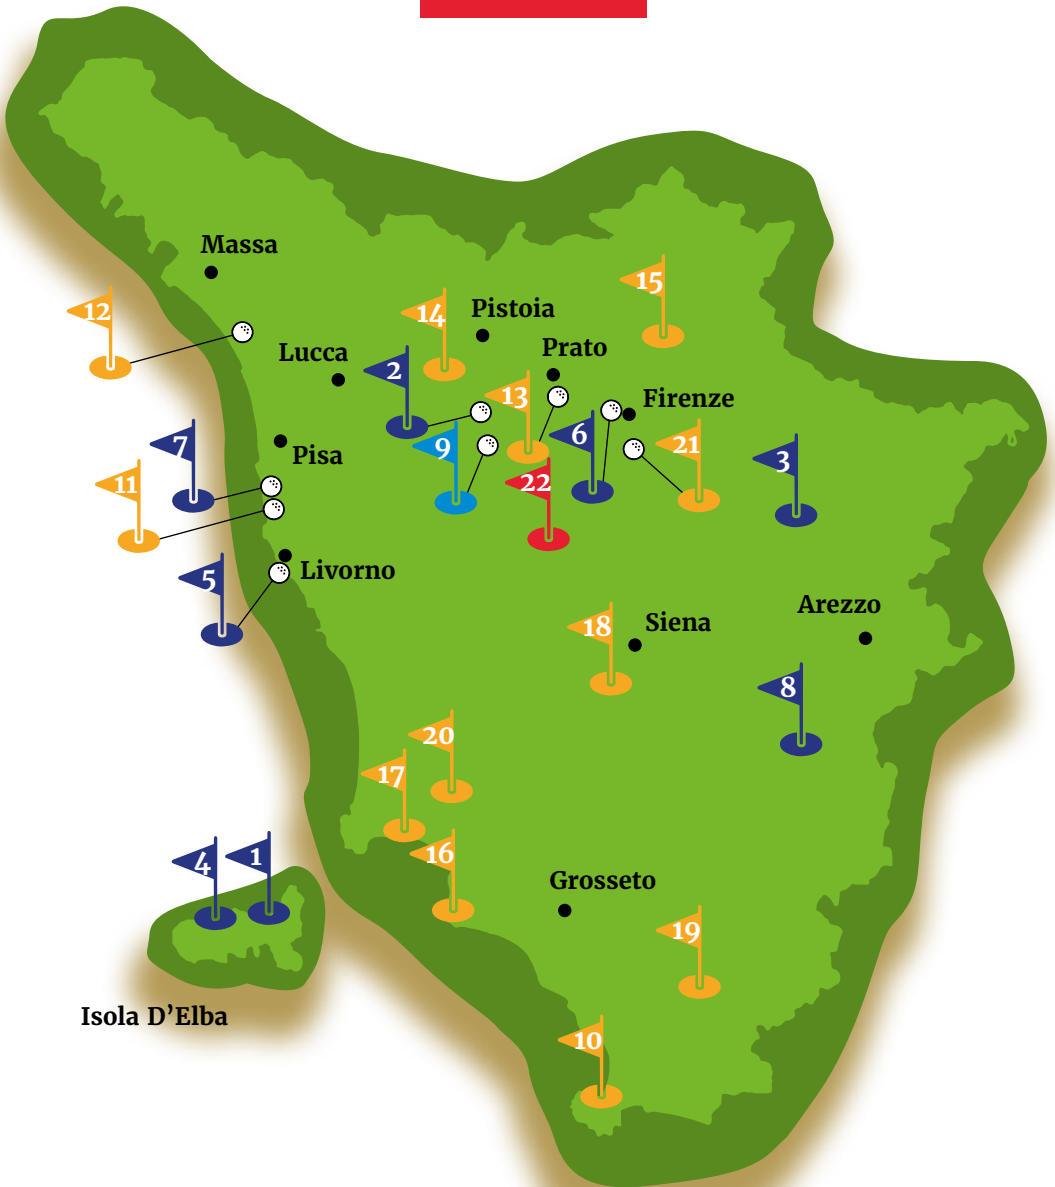 Massa
15
12
14
Pistoia
Prato
Lucca
2
13
Firenze
7
9
6
21
3
Pisa
11
22
5
Livorno
Arezzo
18
Siena
8
20
17
4
1
16
Grosseto
19
Isola D’Elba
10